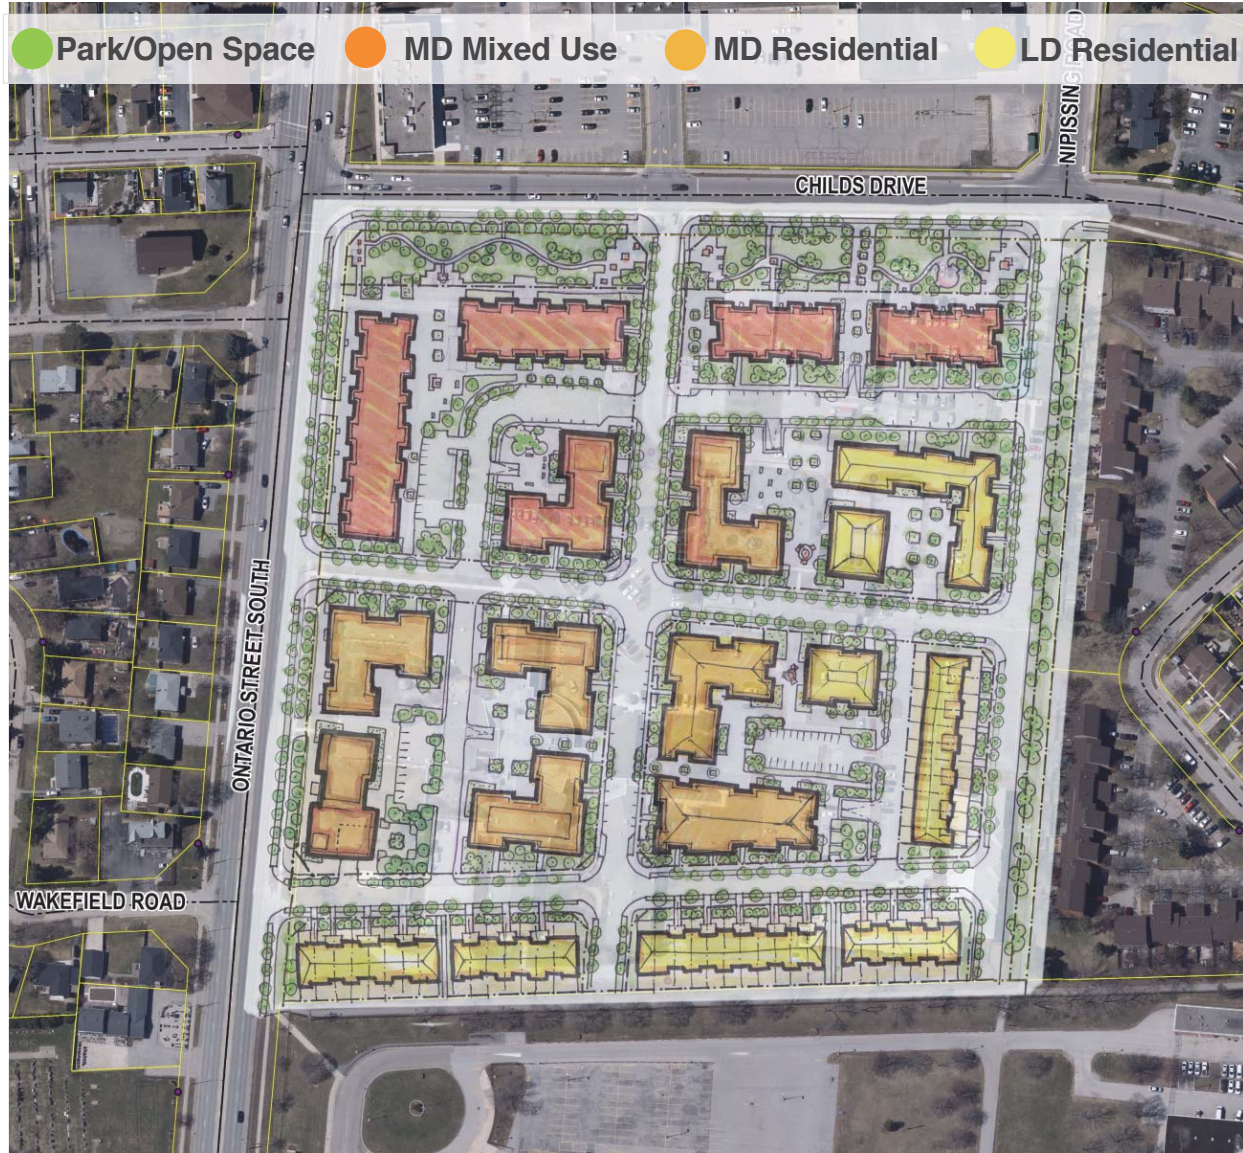 Park/Open Space MD Mixed Use MD Residential LD Residential
NIPISSING ROAD
CHILDS DRIVE
ONTARIO STREET SOUTH
WAKEFIELD ROAD